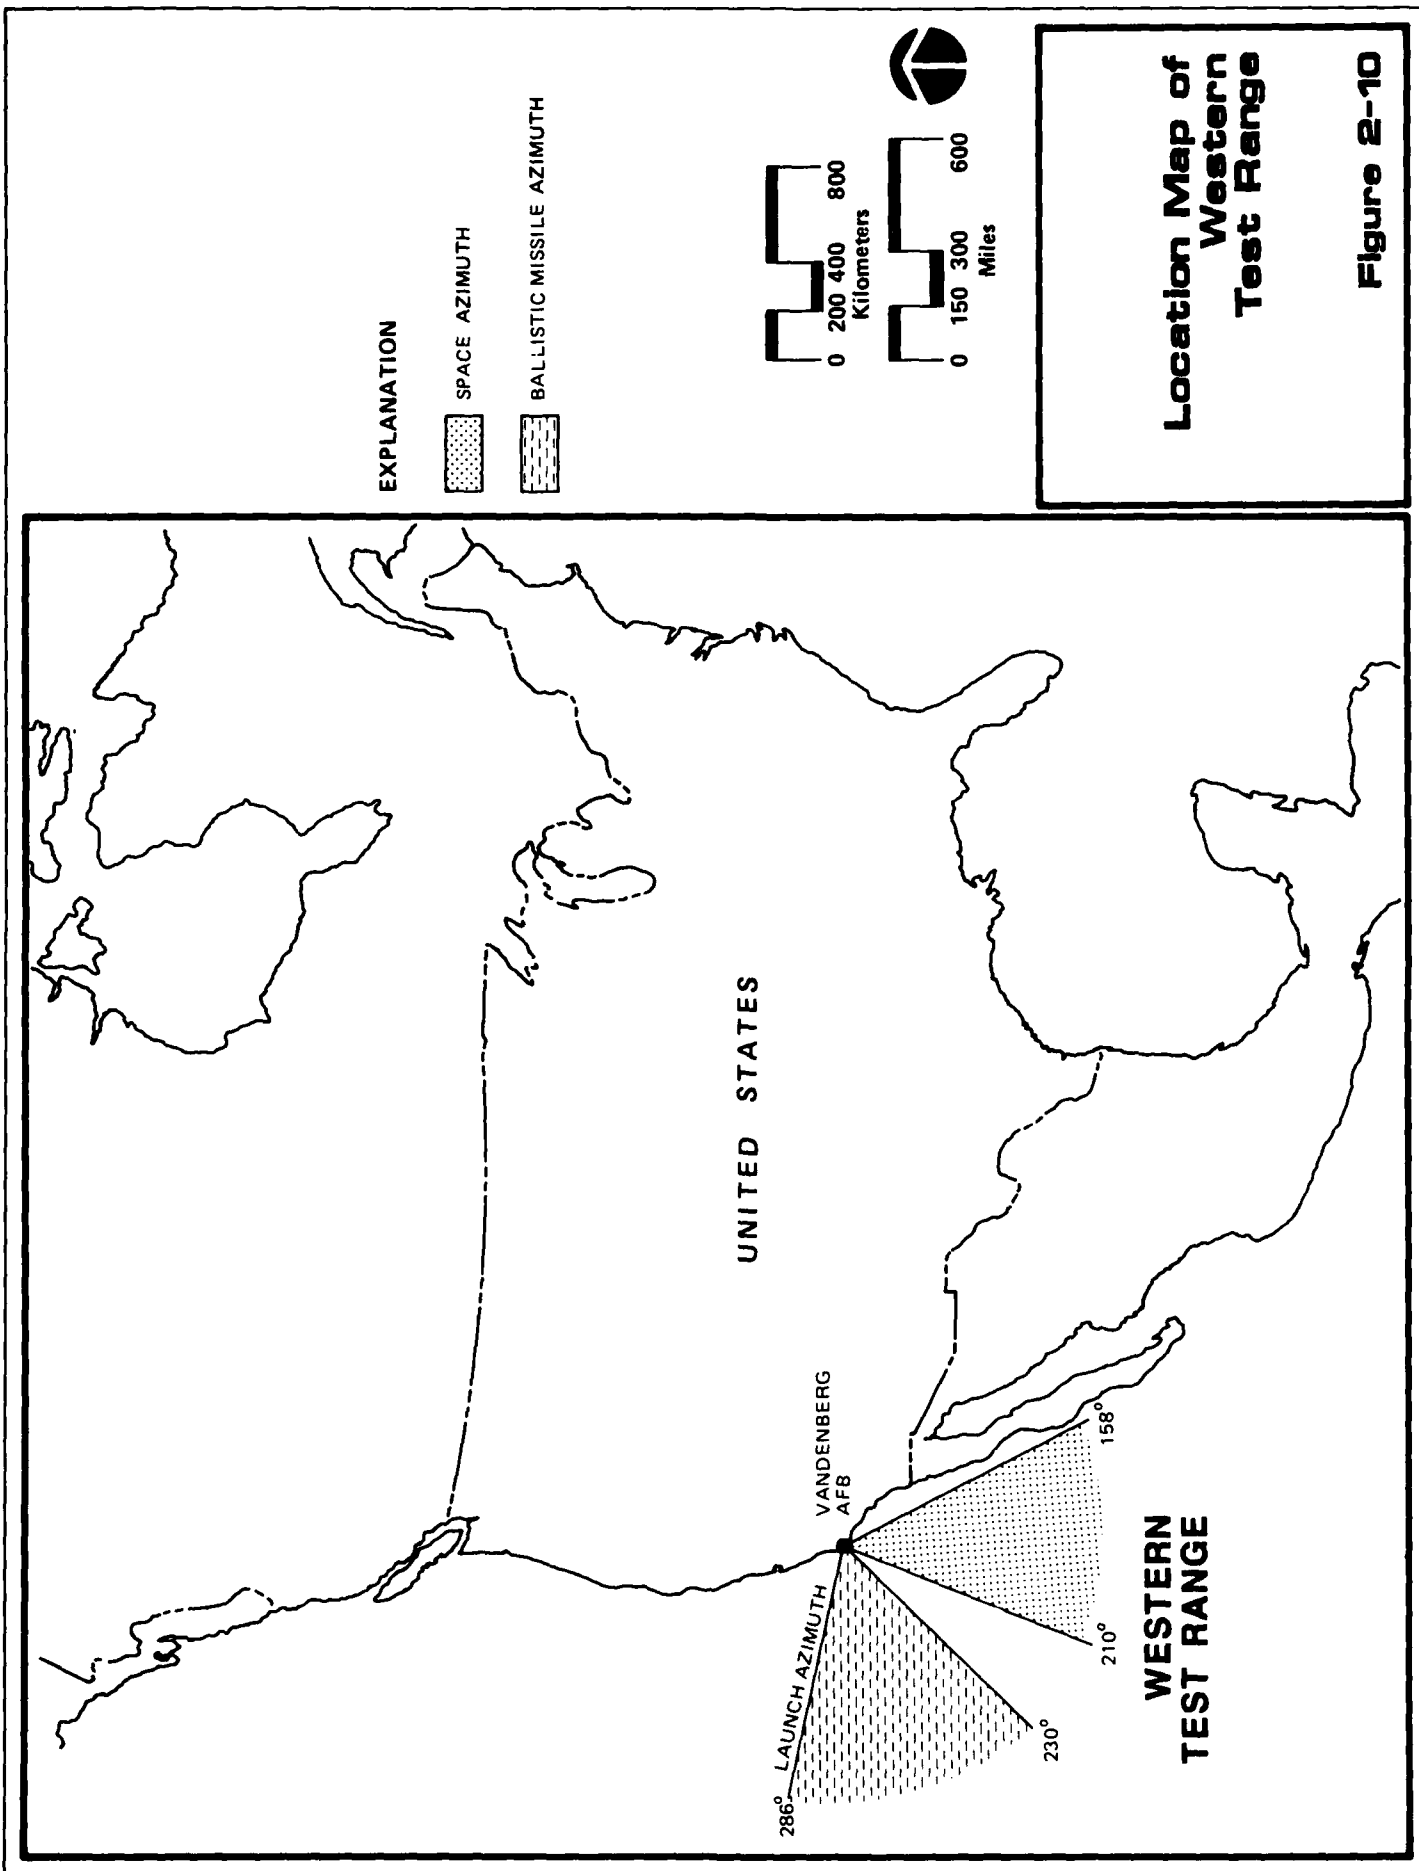 EXPLANATION
SPACE AZIMUTH
BALLISTIC MISSILE AZIMUTH
UNITED STATES
VANDENBERG
AFB
LAUNCH AZIMUTH
286°
230°
210°
158°
WESTERN
TEST RANGE
0 200 400 800
Kilometers
0 150 300 600
Miles
Location Map of
Western
Test Range
Figure 2-10